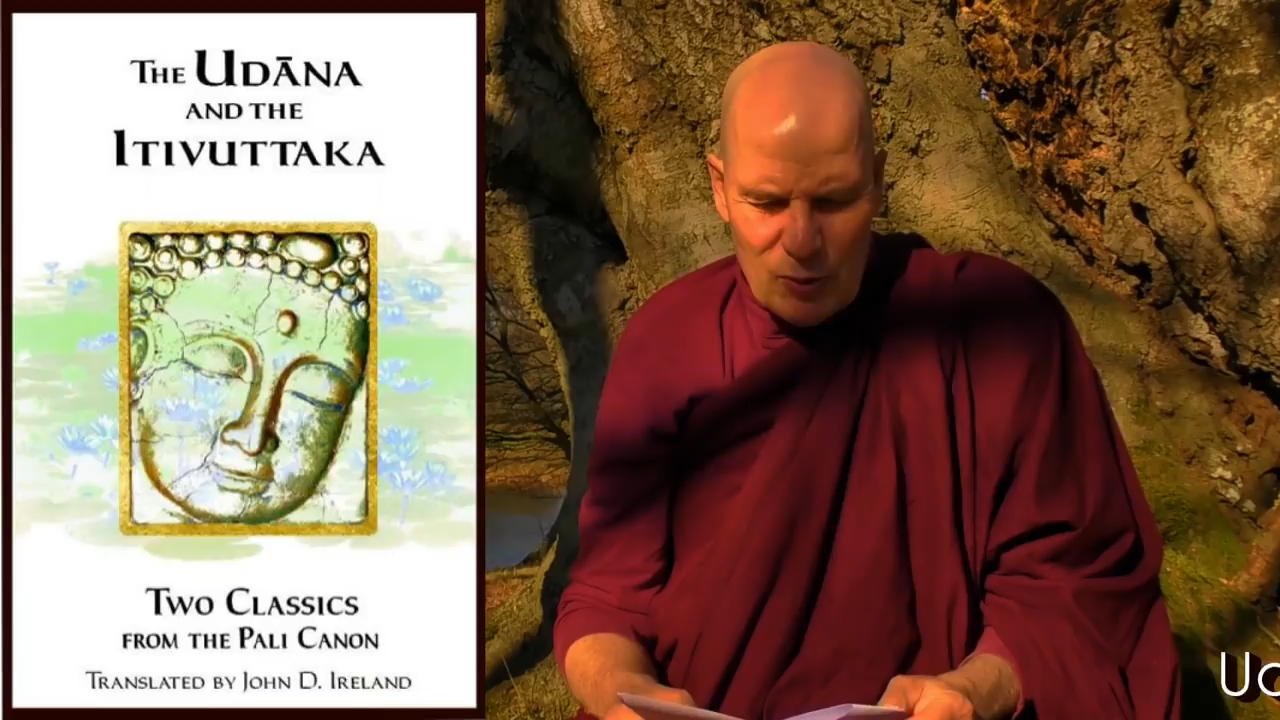 The Udāna
and the
Itivuttaka
Two Classics
from the Pali Canon
Translated by John D. Ireland